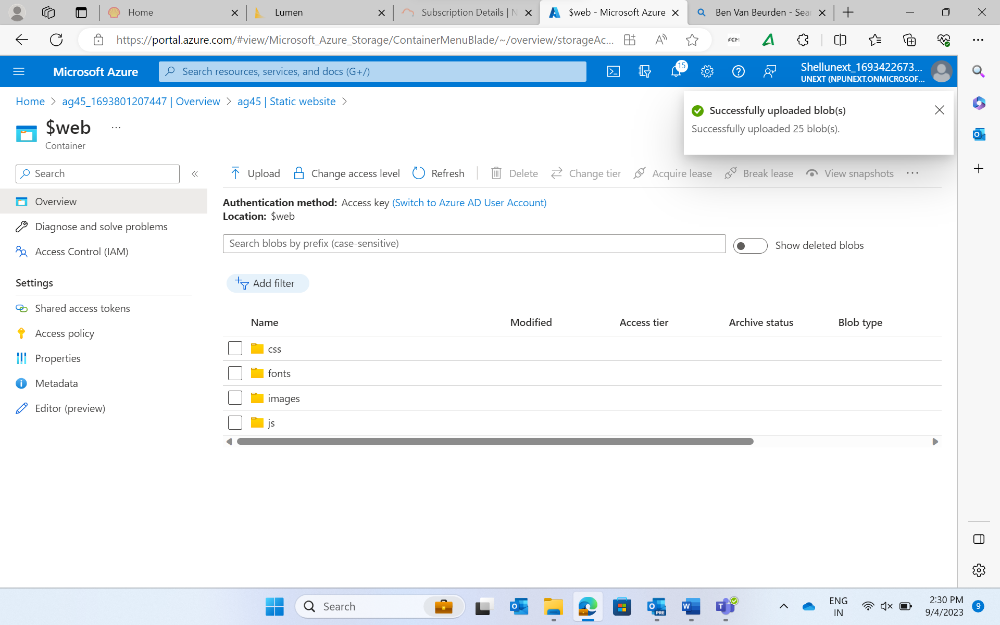 Home
Lumen
Subscription Details | N
$web - Microsoft Azure
Ben Van Beurden - Sea
https://portal.azure.com/#view/Microsoft_Azure_Storage/ContainerMenuBlade/~/overview/storageAc...
FCM
Microsoft Azure
Search resources, services, and docs (G+/)
15
Shellunext_1693422673...
UNEXT (NPUNEXT.ONMICROSOF...
Home > ag45_1693801207447 | Overview > ag45 | Static website >
Successfully uploaded blob(s)
Successfully uploaded 25 blob(s).
$web ...
Container
Search
«
Upload
Change access level
Refresh
Delete
Change tier
Acquire lease
Break lease
View snapshots
...
Overview
Diagnose and solve problems
Access Control (IAM)
Settings
Shared access tokens
Access policy
Properties
Metadata
Editor (preview)
Authentication method: Access key (Switch to Azure AD User Account)
Location: $web
Search blobs by prefix (case-sensitive)
Show deleted blobs
Add filter
Name Modified Access tier Archive status Blob type
css
fonts
images
js
Search
PRE
ENG
IN
2:30 PM
9/4/2023
9